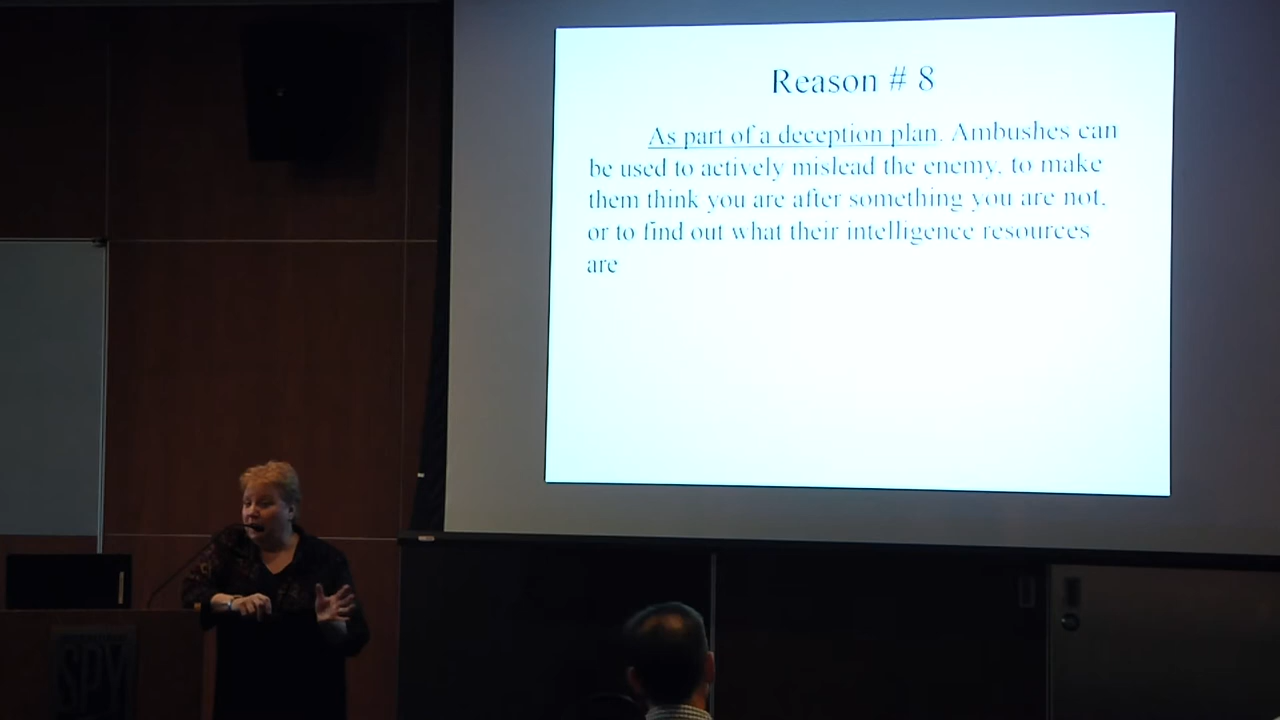 Reason # 8
As part of a deception plan. Ambushes can
be used to actively mislead the enemy, to make
them think you are after something you are not,
or to find out what their intelligence resources
are
SPY